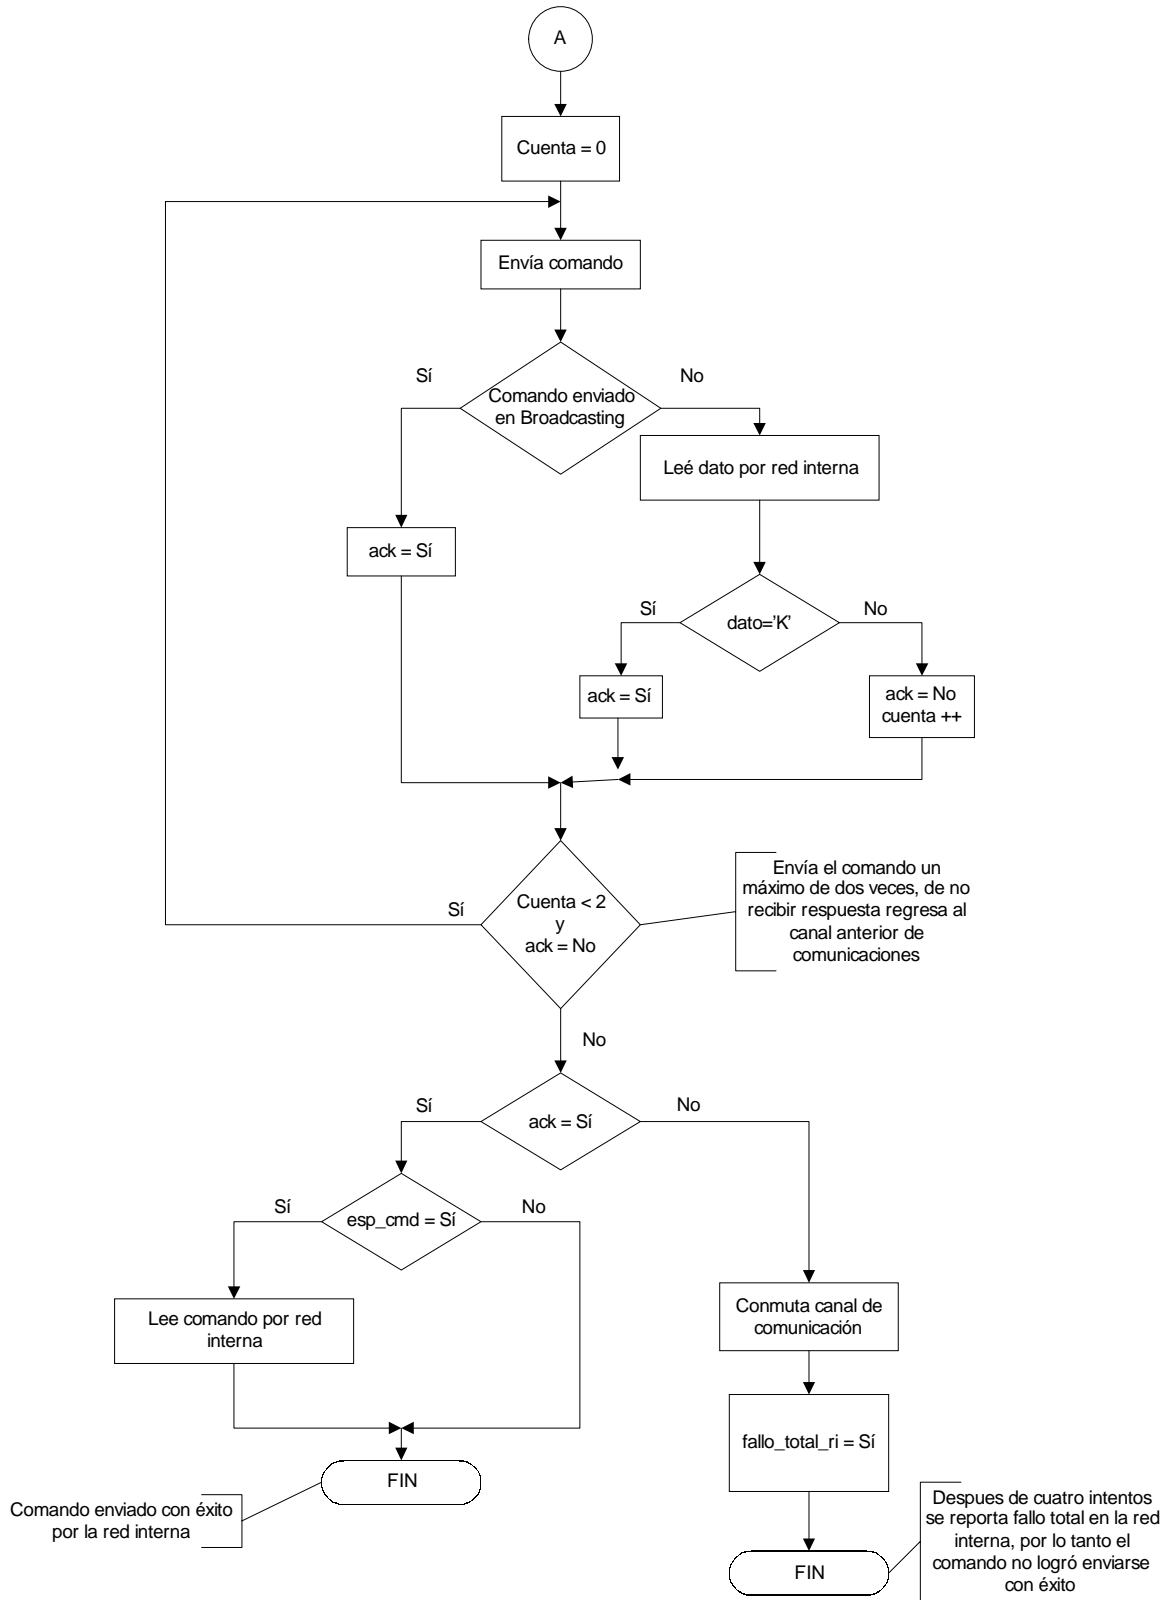 A
Cuenta = 0
Envía comando
Sí
No
Comando enviado
en Broadcasting
Leé dato por red interna
ack = Sí
Sí
No
dato='K'
ack = Sí
ack = No
cuenta ++
Envía el comando un
máximo de dos veces, de no
recibir respuesta regresa al
canal anterior de
comunicaciones
Sí
Cuenta < 2
y
ack = No
No
Sí
No
ack = Sí
Sí
No
esp_cmd = Sí
Lee comando por red
interna
Conmuta canal de
comunicación
fallo_total_ri = Sí
FIN
Comando enviado con éxito
por la red interna
Despues de cuatro intentos
se reporta fallo total en la red
interna, por lo tanto el
comando no logró enviarse
con éxito
FIN